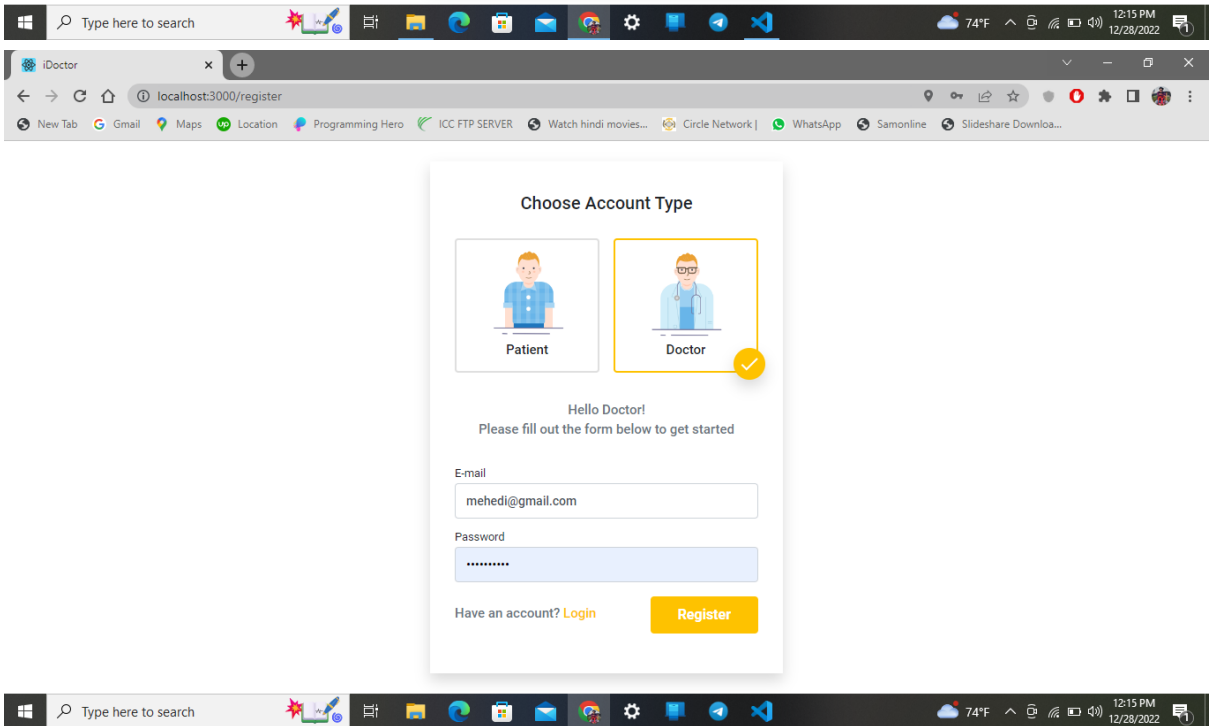 Type here to search
74°F
12:15 PM
12/28/2022
1
iDoctor
localhost:3000/register
New Tab Gmail Maps Location Programming Hero ICC FTP SERVER Watch hindi movies... Circle Network | WhatsApp Samonline Slideshare Downloa...
Choose Account Type
Patient Doctor
Hello Doctor!
Please fill out the form below to get started
E-mail
mehedi@gmail.com
Password
••••••••••
Have an account? Login Register
Type here to search
74°F
12:15 PM
12/28/2022
1